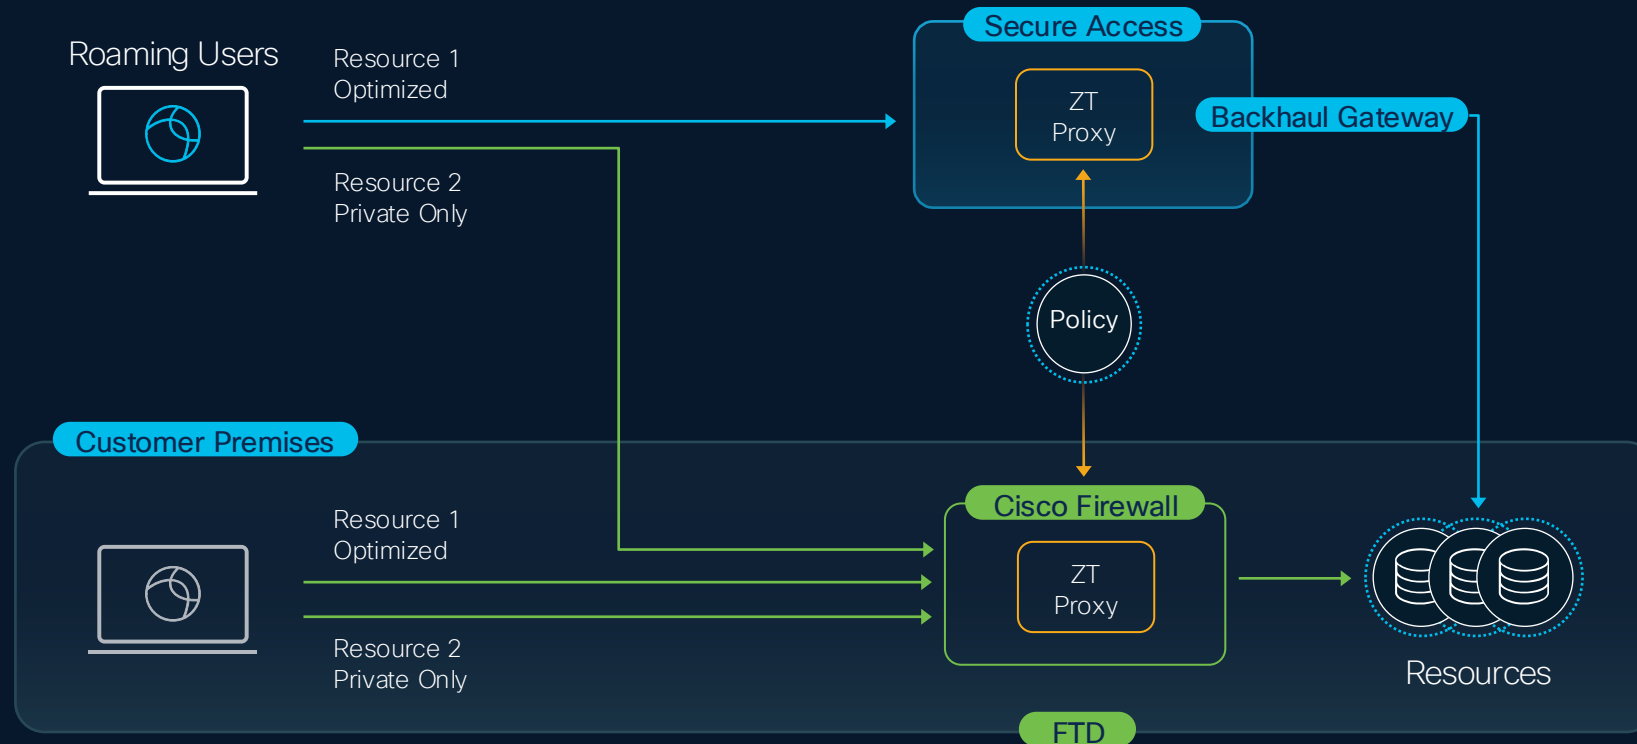 Secure Access
Roaming Users
Resource 1
Optimized
ZT
Proxy
Backhaul Gateway
Resource 2
Private Only
Policy
Customer Premises
Resource 1
Optimized
Cisco Firewall
ZT
Proxy
Resource 2
Private Only
Resources
FTD